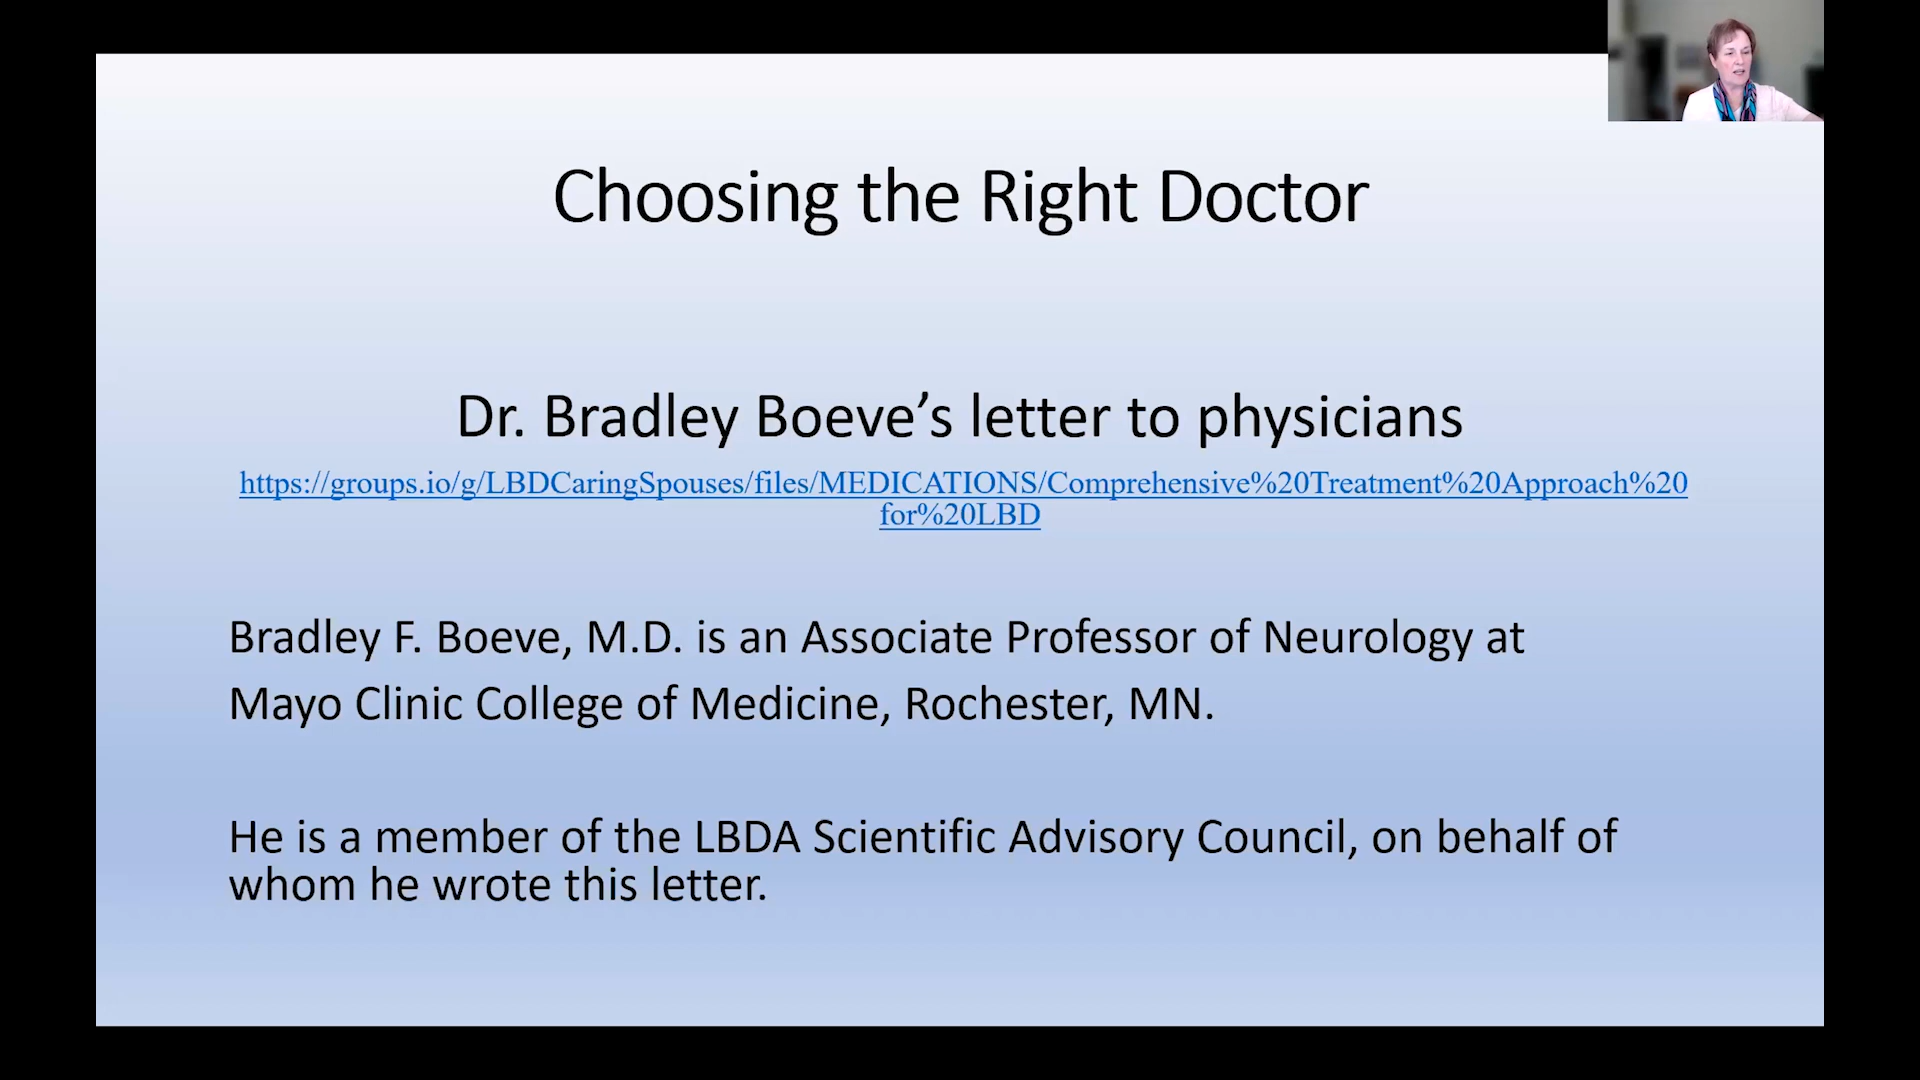 Choosing the Right Doctor
Dr. Bradley Boeve’s letter to physicians
https://groups.io/g/LBDCaringSpouses/files/MEDICATIONS/Comprehensive%20Treatment%20Approach%20
for%20LBD
Bradley F. Boeve, M.D. is an Associate Professor of Neurology at
Mayo Clinic College of Medicine, Rochester, MN.
He is a member of the LBDA Scientific Advisory Council, on behalf of
whom he wrote this letter.